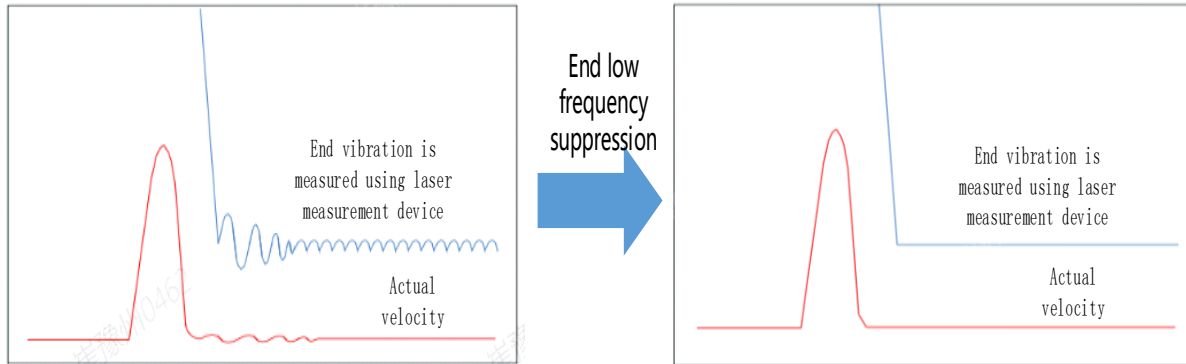 End vibration is
measured using laser
measurement device
Actual
velocity
End low
frequency
suppression
End vibration is
measured using laser
measurement device
Actual
velocity